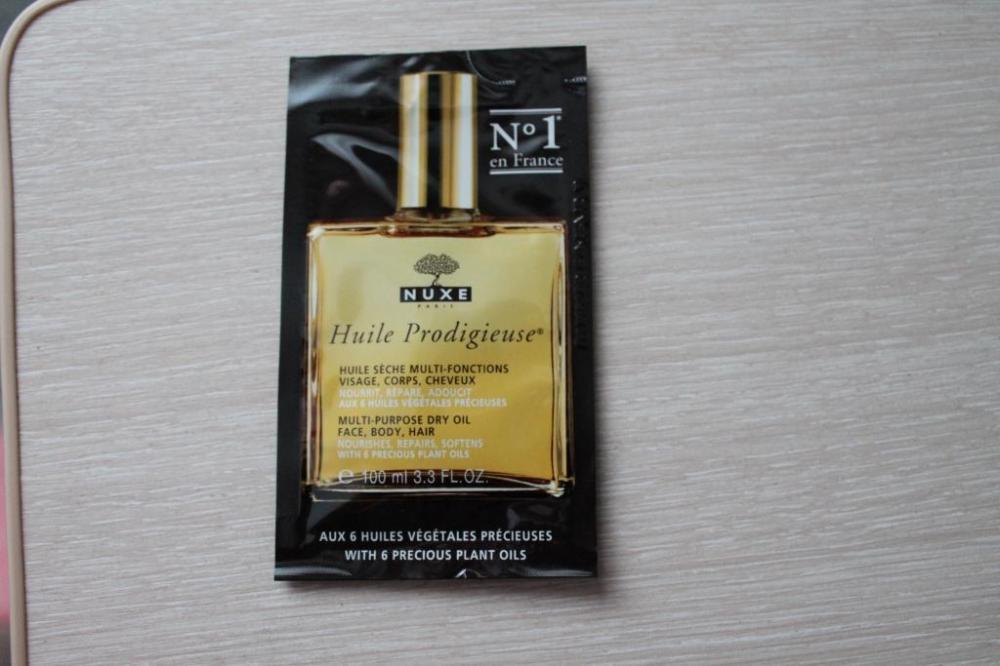 N° 1*
en France
NUXE
PARIS
Huile Prodigieuse®
HUILE SÈCHE MULTI-FONCTIONS
VISAGE, CORPS, CHEVEUX
NOURRIT, RÉPARE, ADOUCIT
AUX 6 HUILES VÉGÉTALES PRÉCIEUSES
MULTI-PURPOSE DRY OIL
FACE, BODY, HAIR
NOURISHES, REPAIRS, SOFTENS
WITH 6 PRECIOUS PLANT OILS
℮ 100 ml 3.3 FL.OZ.
AUX 6 HUILES VÉGÉTALES PRÉCIEUSES
WITH 6 PRECIOUS PLANT OILS